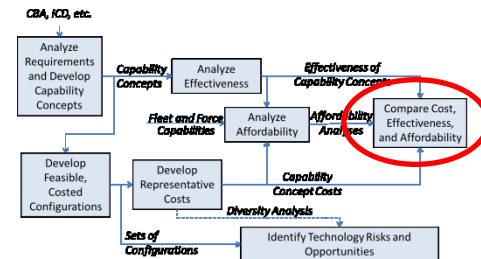 CBA, ICD, etc.
Analyze
Requirements
and Develop
Capability
Concepts
Capability
Concepts
Analyze
Effectiveness
Effectiveness of
Capability Concepts
Fleet and Force
Capabilities
Analyze
Affordability
Affordability
Analyses
Compare Cost,
Effectiveness,
and Affordability
Develop
Feasible,
Costed
Configurations
Develop
Representative
Costs
Capability
Concept Costs
Diversity Analysis
Sets of
Configurations
Identify Technology Risks and
Opportunities